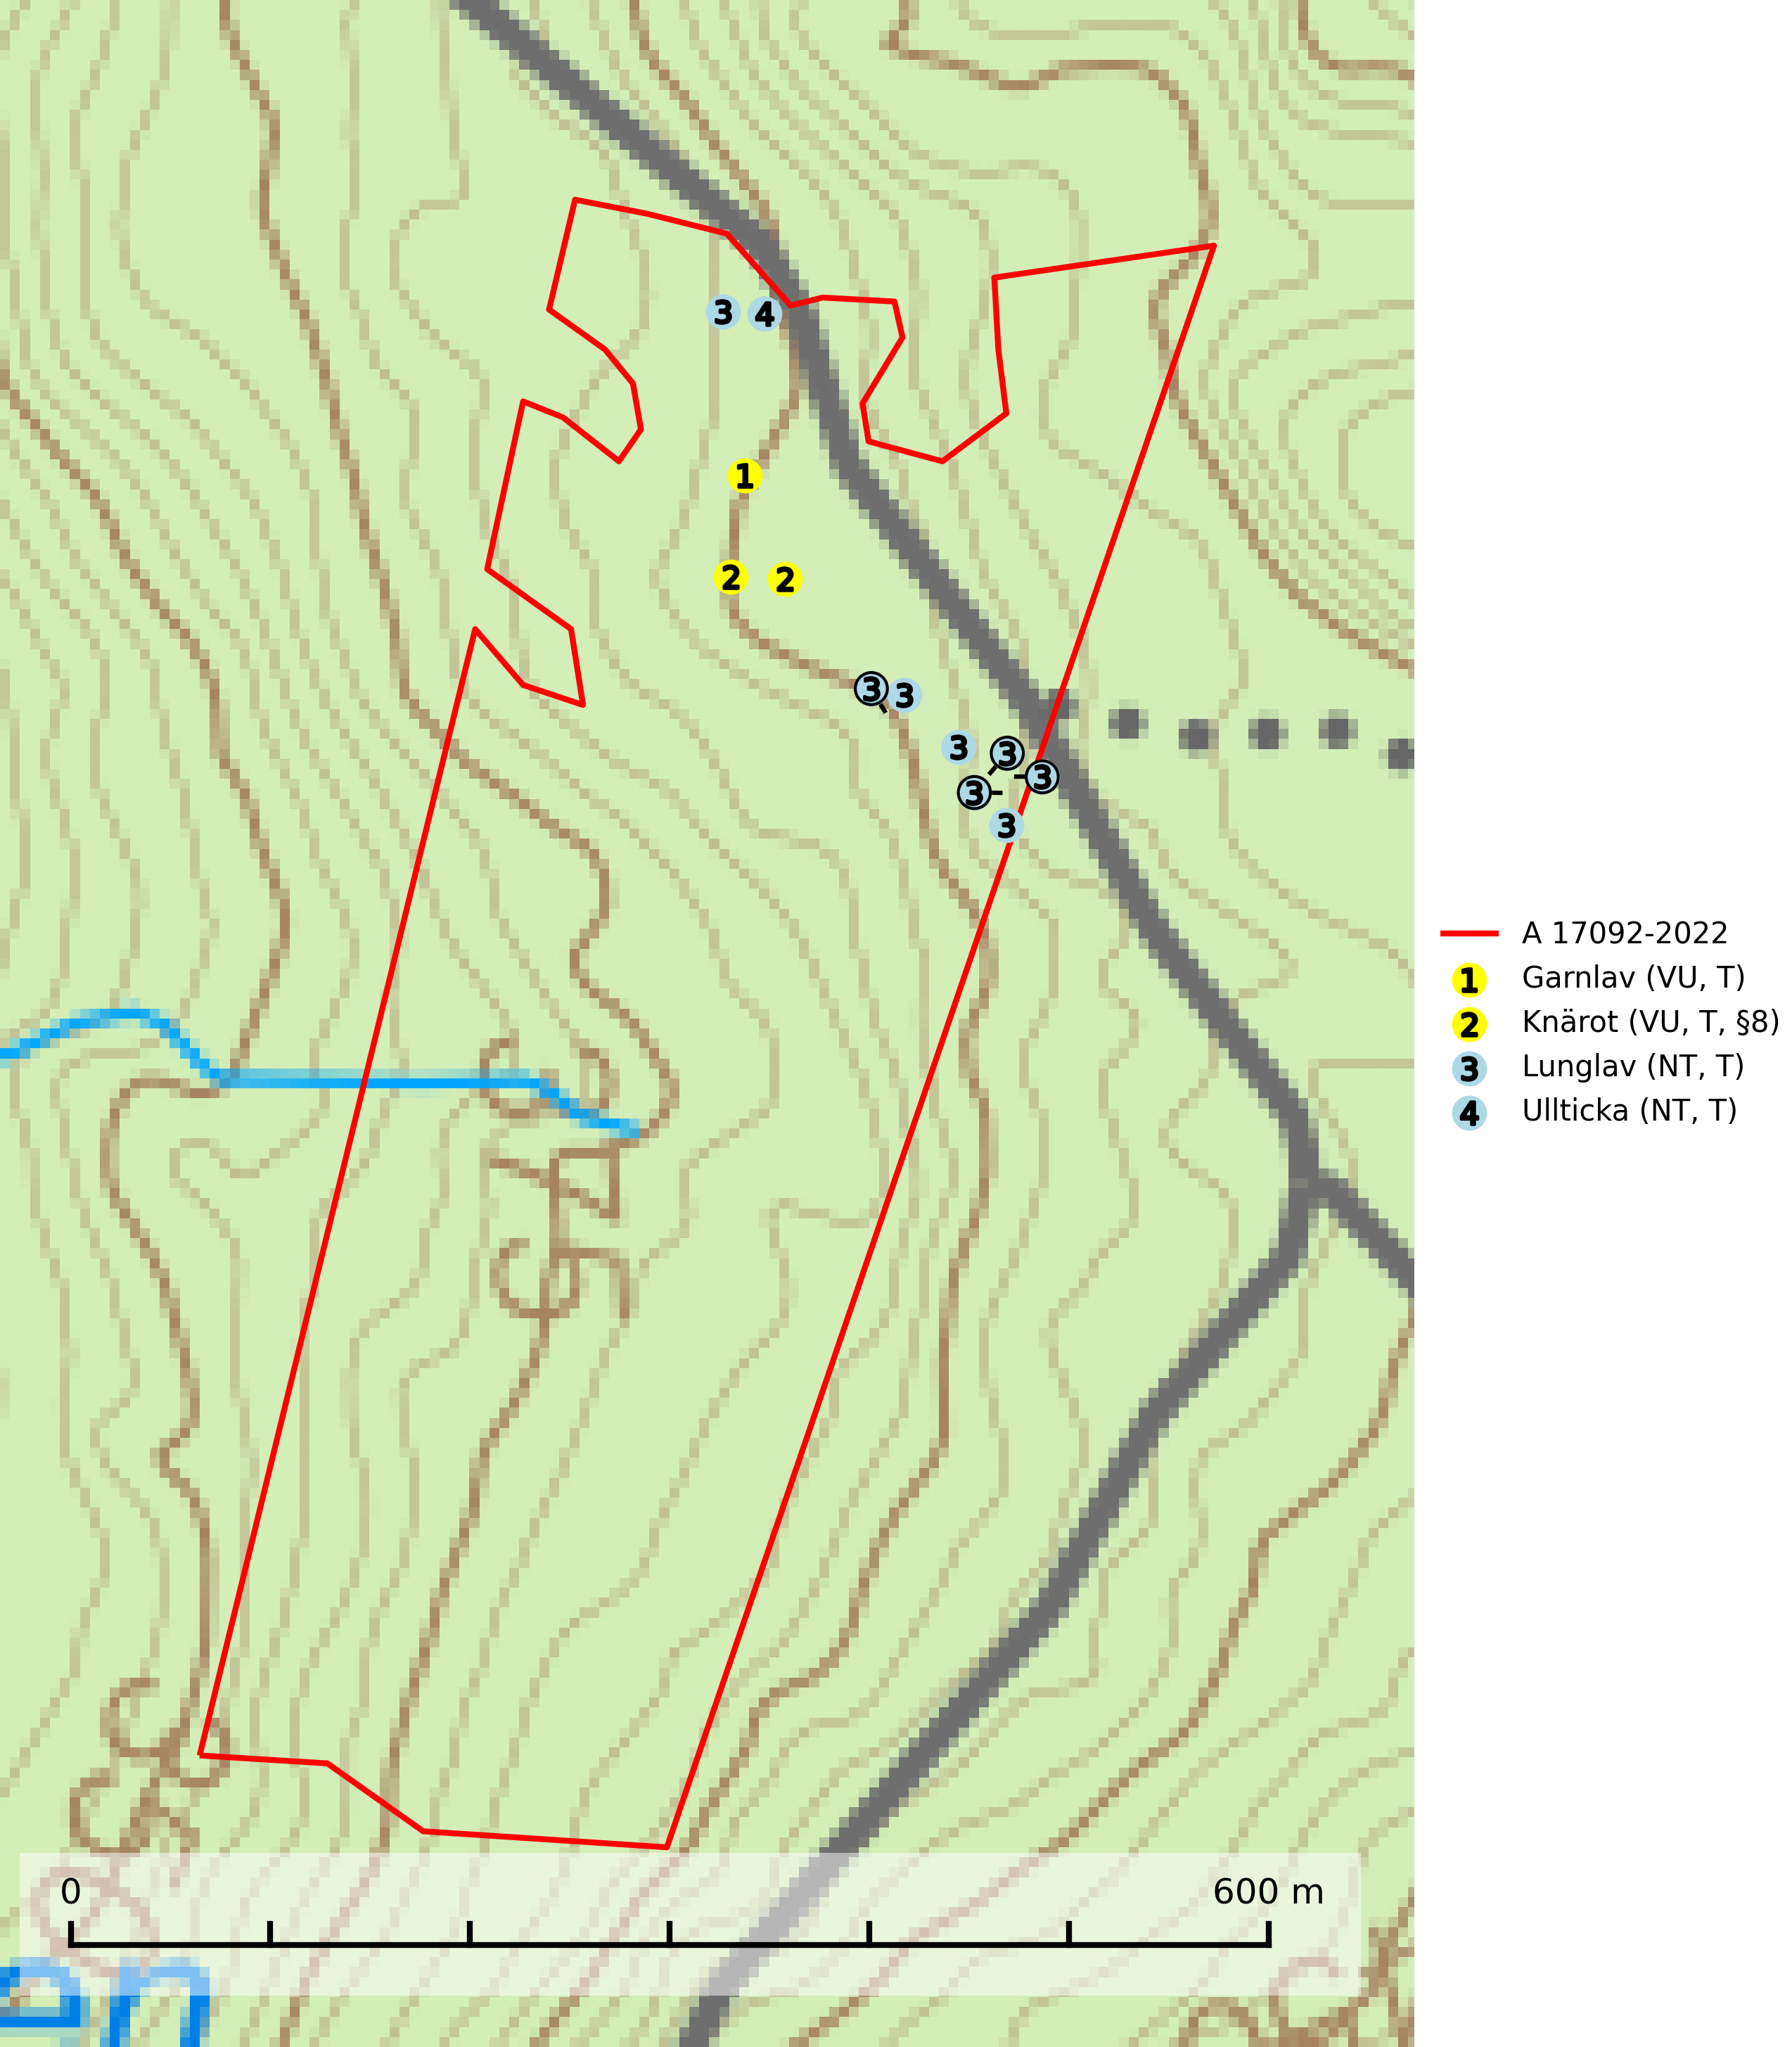 3 4
1
2 2
3 3
3 3
3 3
3
A 17092-2022
1 Garnlav (VU, T)
2 Knärot (VU, T, §8)
3 Lunglav (NT, T)
4 Ullticka (NT, T)
0 600 m
en